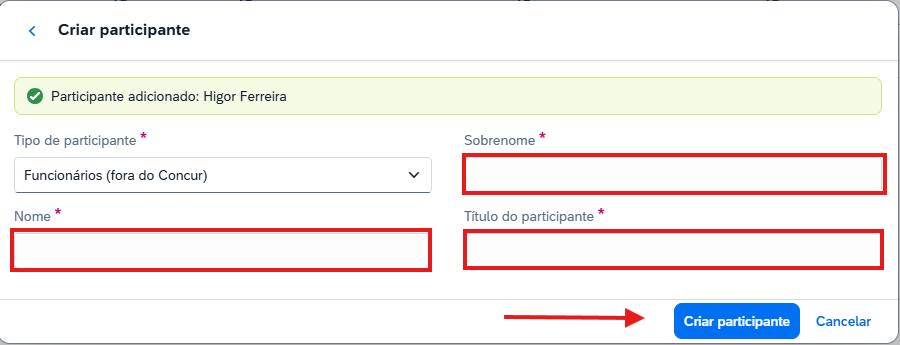 Criar participante
Participante adicionado: Higor Ferreira
Tipo de participante *
Sobrenome *
Funcionários (fora do Concur)
Nome *
Título do participante *
Criar participante
Cancelar